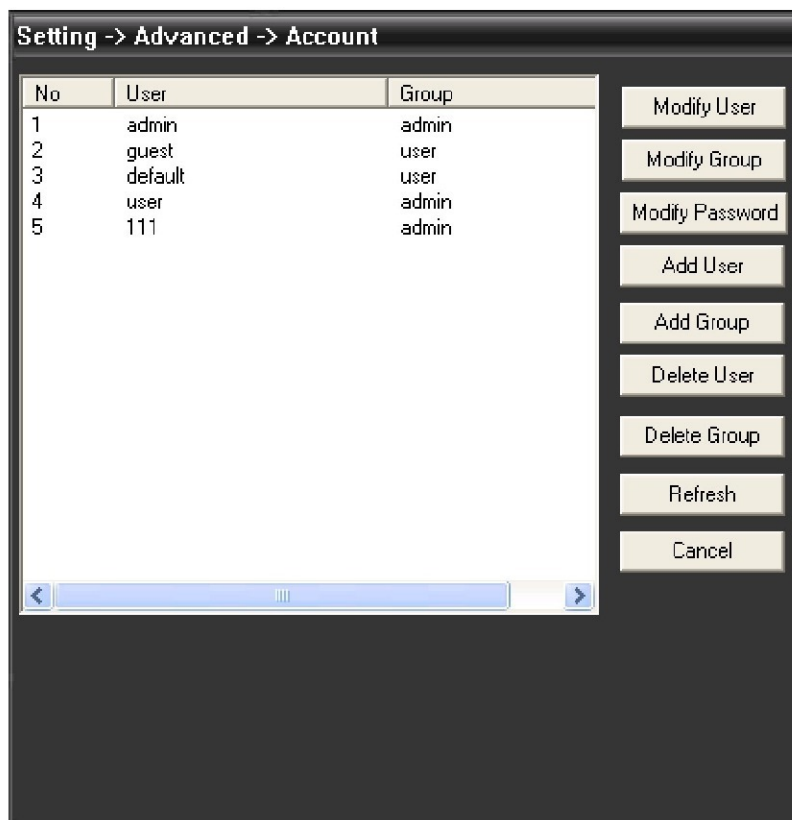 Setting -> Advanced -> Account
No User Group
1 admin admin
2 guest user
3 default user
4 user admin
5 111 admin
Modify User
Modify Group
Modify Password
Add User
Add Group
Delete User
Delete Group
Refresh
Cancel